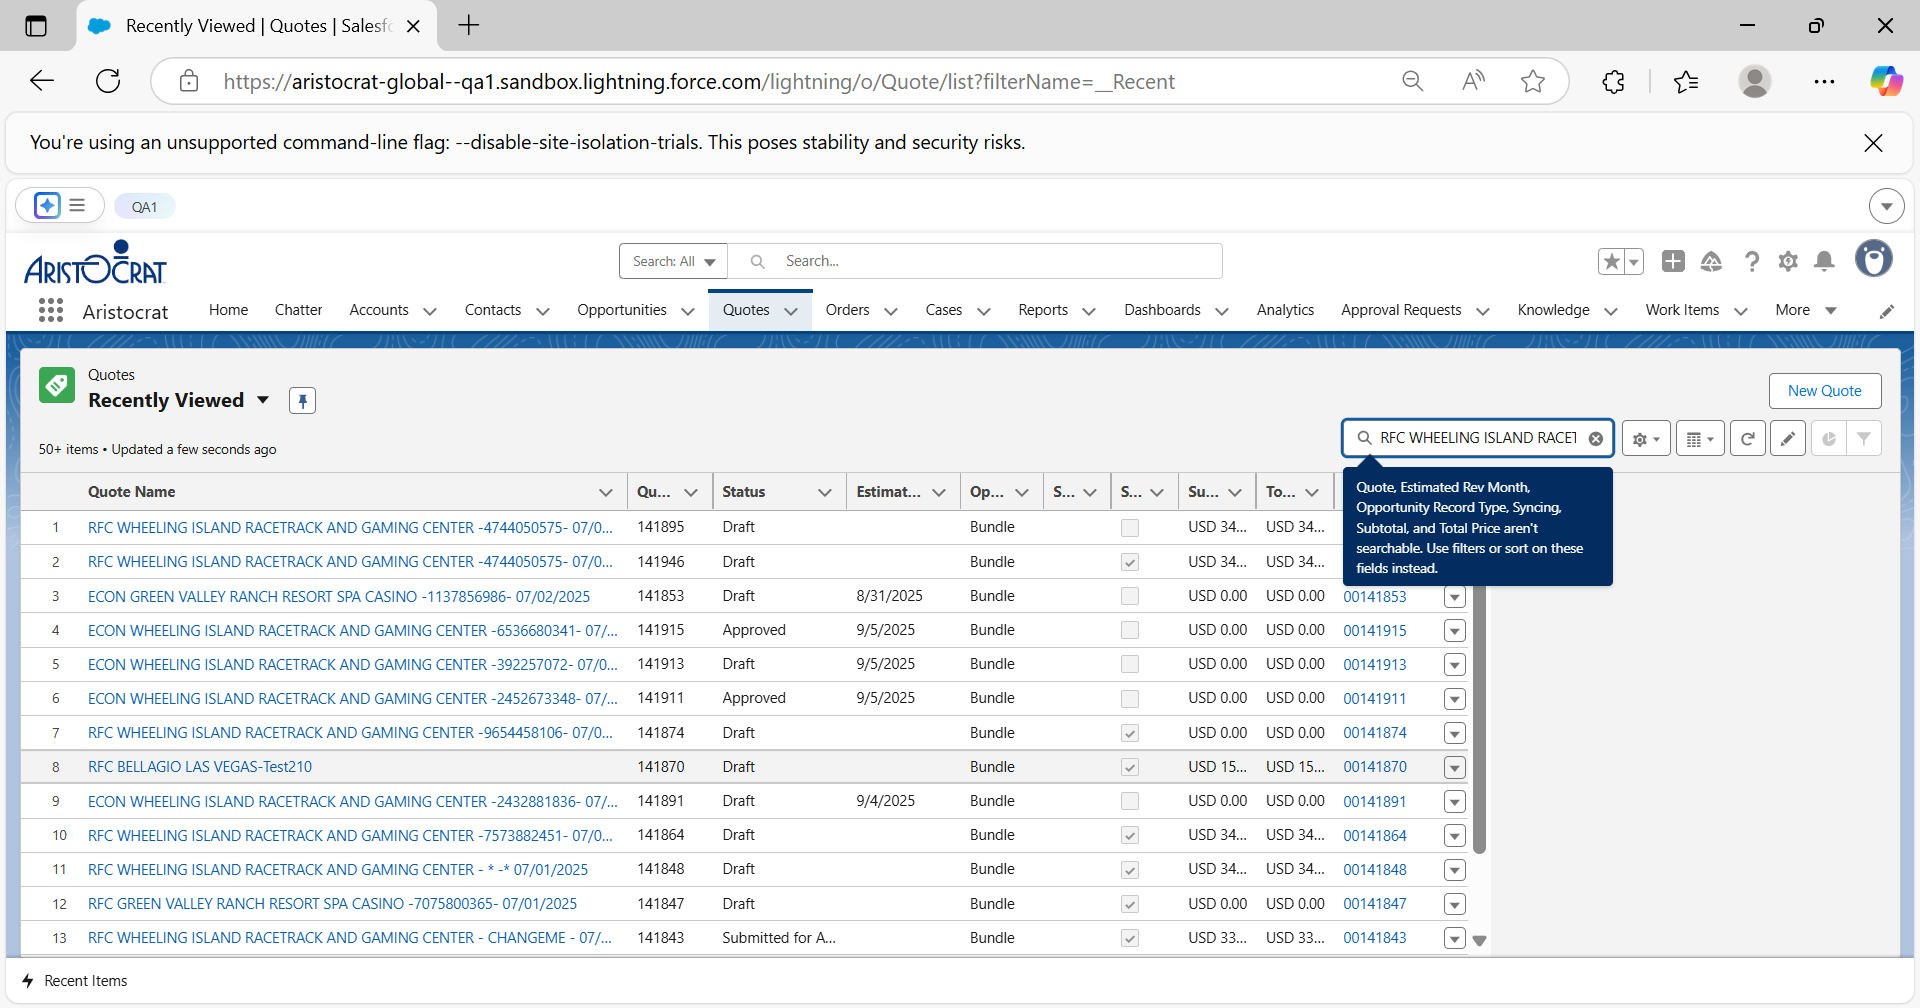 Recently Viewed | Quotes | Salesfo
https://aristocrat-global--qa1.sandbox.lightning.force.com/lightning/o/Quote/list?filterName=__Recent
You're using an unsupported command-line flag: --disable-site-isolation-trials. This poses stability and security risks.
QA1
ARISTOCRAT
Search: All
Search...
Aristocrat
Home Chatter Accounts Contacts Opportunities Quotes Orders Cases Reports Dashboards Analytics Approval Requests Knowledge Work Items More
Quotes
Recently Viewed
New Quote
50+ items • Updated a few seconds ago
RFC WHEELING ISLAND RACET
Quote Name Qu... Status Estimat... Op... S... S... Su... To...
Quote, Estimated Rev Month,
Opportunity Record Type, Syncing,
Subtotal, and Total Price aren't
searchable. Use filters or sort on these
fields instead.
1 RFC WHEELING ISLAND RACETRACK AND GAMING CENTER -4744050575- 07/0... 141895 Draft Bundle USD 34... USD 34...
2 RFC WHEELING ISLAND RACETRACK AND GAMING CENTER -4744050575- 07/0... 141946 Draft Bundle USD 34... USD 34...
3 ECON GREEN VALLEY RANCH RESORT SPA CASINO -1137856986- 07/02/2025 141853 Draft 8/31/2025 Bundle USD 0.00 USD 0.00 00141853
4 ECON WHEELING ISLAND RACETRACK AND GAMING CENTER -6536680341- 07/... 141915 Approved 9/5/2025 Bundle USD 0.00 USD 0.00 00141915
5 ECON WHEELING ISLAND RACETRACK AND GAMING CENTER -392257072- 07/0... 141913 Draft 9/5/2025 Bundle USD 0.00 USD 0.00 00141913
6 ECON WHEELING ISLAND RACETRACK AND GAMING CENTER -2452673348- 07/... 141911 Approved 9/5/2025 Bundle USD 0.00 USD 0.00 00141911
7 RFC WHEELING ISLAND RACETRACK AND GAMING CENTER -9654458106- 07/0... 141874 Draft Bundle USD 0.00 USD 0.00 00141874
8 RFC BELLAGIO LAS VEGAS-Test210 141870 Draft Bundle USD 15... USD 15... 00141870
9 ECON WHEELING ISLAND RACETRACK AND GAMING CENTER -2432881836- 07/... 141891 Draft 9/4/2025 Bundle USD 0.00 USD 0.00 00141891
10 RFC WHEELING ISLAND RACETRACK AND GAMING CENTER -7573882451- 07/0... 141864 Draft Bundle USD 34... USD 34... 00141864
11 RFC WHEELING ISLAND RACETRACK AND GAMING CENTER - * -* 07/01/2025 141848 Draft Bundle USD 34... USD 34... 00141848
12 RFC GREEN VALLEY RANCH RESORT SPA CASINO -7075800365- 07/01/2025 141847 Draft Bundle USD 0.00 USD 0.00 00141847
13 RFC WHEELING ISLAND RACETRACK AND GAMING CENTER - CHANGEME - 07/... 141843 Submitted for A... Bundle USD 33... USD 33... 00141843
Recent Items